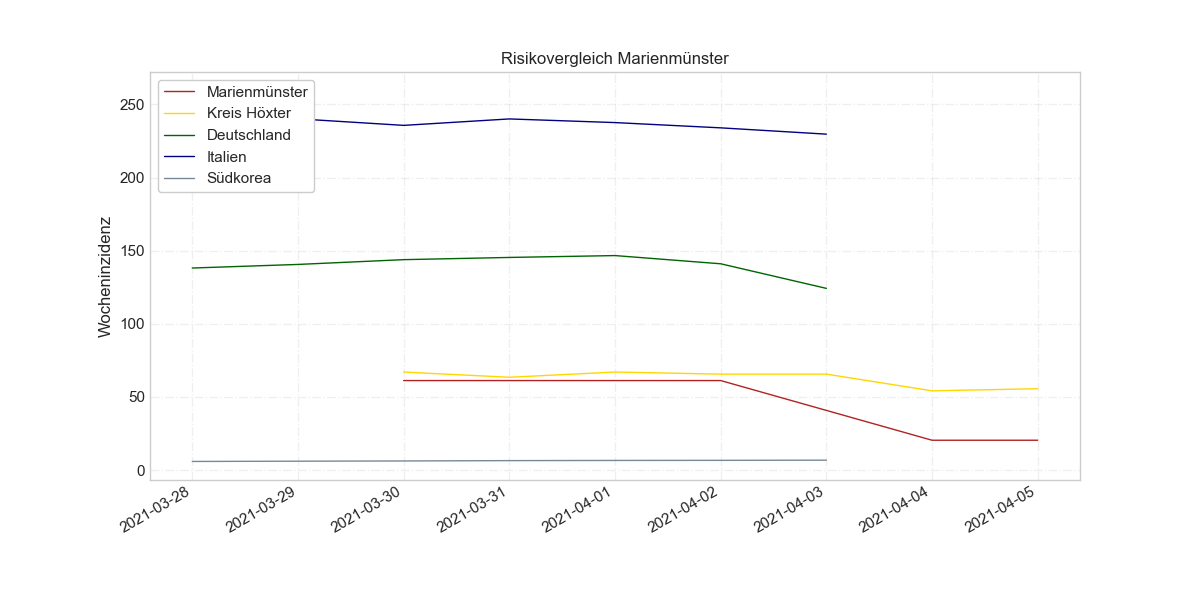 Risikovergleich Marienmünster
Marienmünster
Kreis Höxter
Deutschland
Italien
Südkorea
Wocheninzidenz
250
200
150
100
50
0
2021-03-28
2021-03-29
2021-03-30
2021-03-31
2021-04-01
2021-04-02
2021-04-03
2021-04-04
2021-04-05